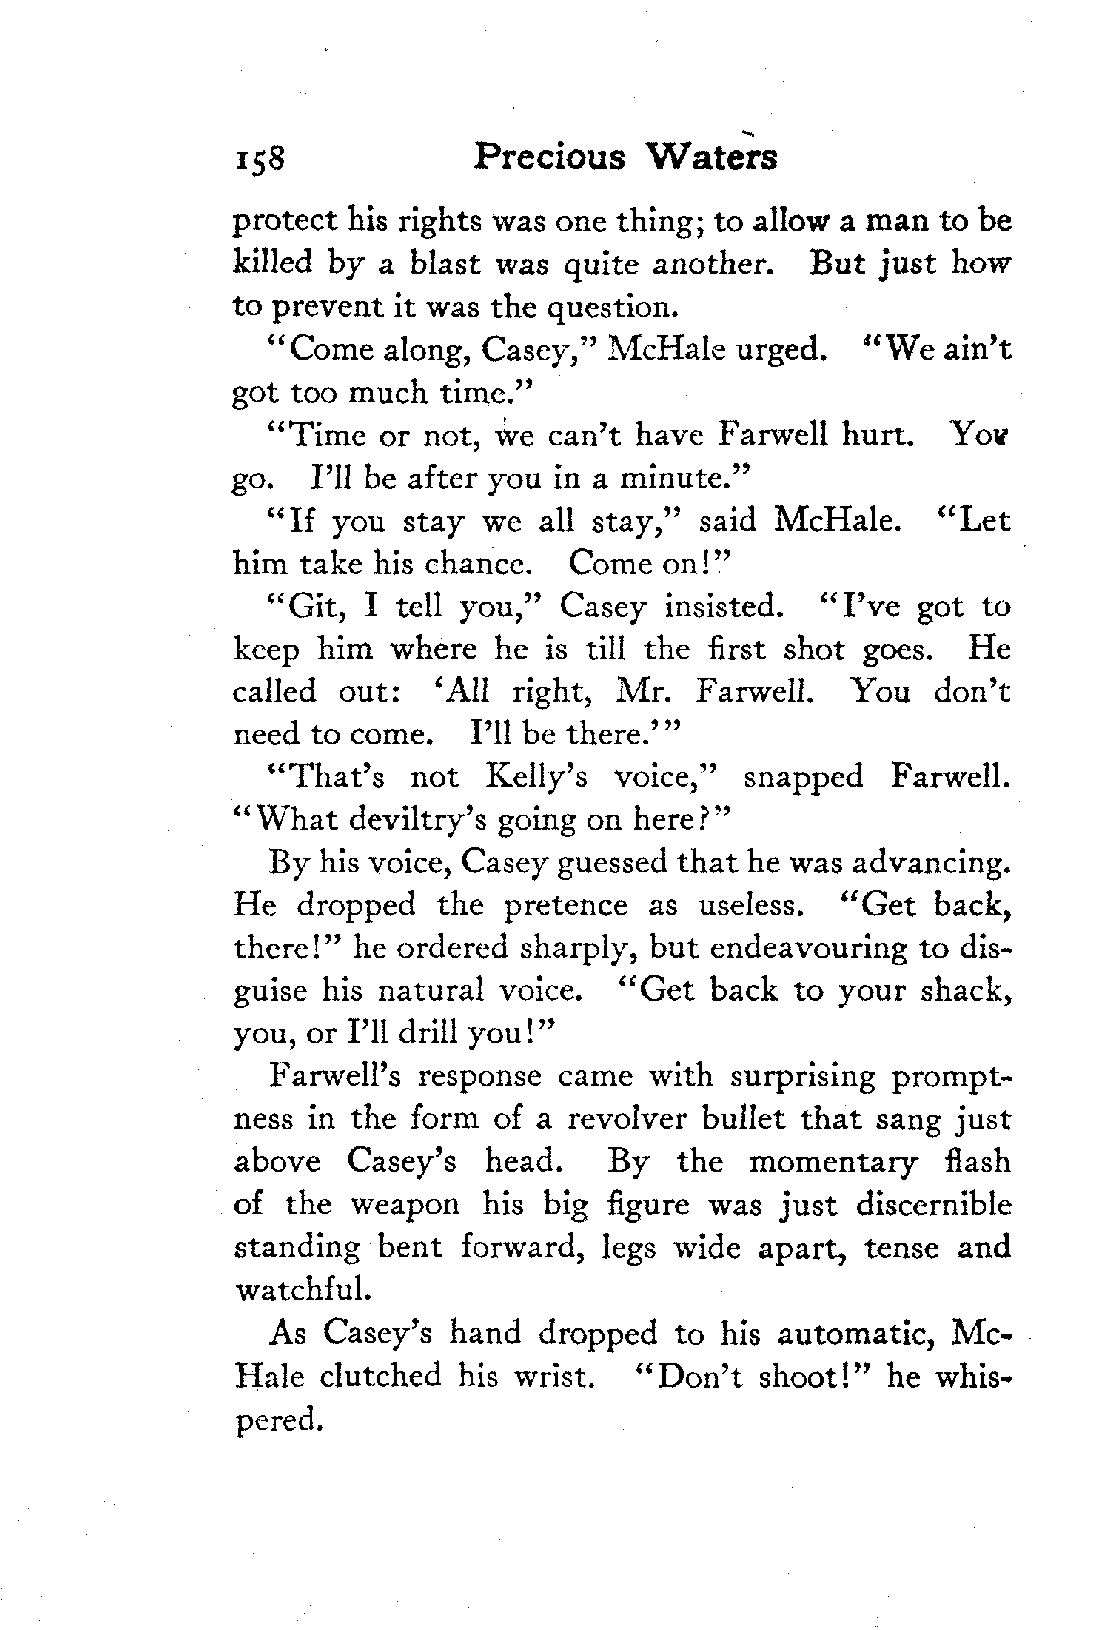 158 Precious Waters
protect his rights was one thing; to allow a man to be
killed by a blast was quite another. But just how
to prevent it was the question.
"Come along, Casey," McHale urged. "We ain't
got too much time."
"Time or not, we can't have Farwell hurt. You
go. I'll be after you in a minute."
"If you stay we all stay," said McHale. "Let
him take his chance. Come on!"
"Git, I tell you," Casey insisted. "I've got to
keep him where he is till the first shot goes. He
called out: 'All right, Mr. Farwell. You don't
need to come. I'll be there.'"
"That's not Kelly's voice," snapped Farwell.
"What deviltry's going on here?"
By his voice, Casey guessed that he was advancing.
He dropped the pretence as useless. "Get back,
there!" he ordered sharply, but endeavouring to dis-
guise his natural voice. "Get back to your shack,
you, or I'll drill you!"
Farwell's response came with surprising prompt-
ness in the form of a revolver bullet that sang just
above Casey's head. By the momentary flash
of the weapon his big figure was just discernible
standing bent forward, legs wide apart, tense and
watchful.
As Casey's hand dropped to his automatic, Mc-
Hale clutched his wrist. "Don't shoot!" he whis-
pered.